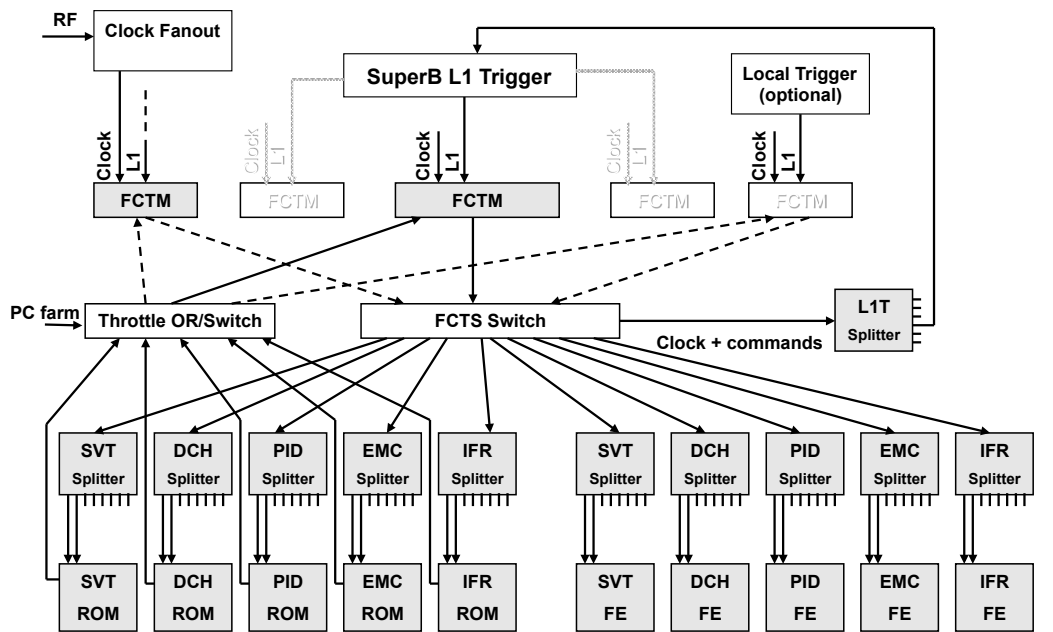 RF
Clock Fanout
SuperB L1 Trigger
Local Trigger
(optional)
Clock
L1
Clock
L1
Clock
L1
Clock
L1
Clock
L1
FCTM
FCTM
FCTM
FCTM
FCTM
PC farm
Throttle OR/Switch
FCTS Switch
Clock + commands
L1T
Splitter
SVT
Splitter
DCH
Splitter
PID
Splitter
EMC
Splitter
IFR
Splitter
SVT
Splitter
DCH
Splitter
PID
Splitter
EMC
Splitter
IFR
Splitter
SVT
ROM
DCH
ROM
PID
ROM
EMC
ROM
IFR
ROM
SVT
FE
DCH
FE
PID
FE
EMC
FE
IFR
FE